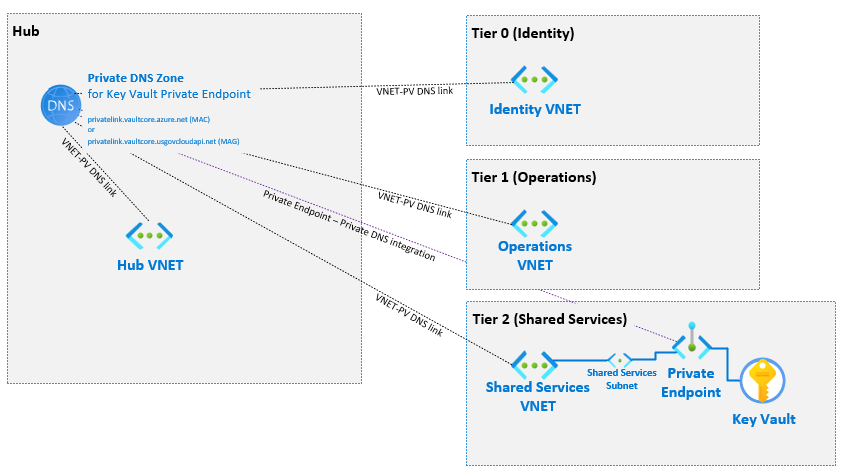 Hub
Private DNS Zone
for Key Vault Private Endpoint
DNS
privatelink.vaultcore.azure.net (MAC)
or
privatelink.vaultcore.usgovcloudapi.net (MAG)
VNET-PV DNS link
Hub VNET
VNET-PV DNS link
VNET-PV DNS link
Private Endpoint – Private DNS integration
VNET-PV DNS link
Tier 0 (Identity)
Identity VNET
Tier 1 (Operations)
Operations
VNET
Tier 2 (Shared Services)
Shared Services
VNET
Shared Services
Subnet
Private
Endpoint
Key Vault